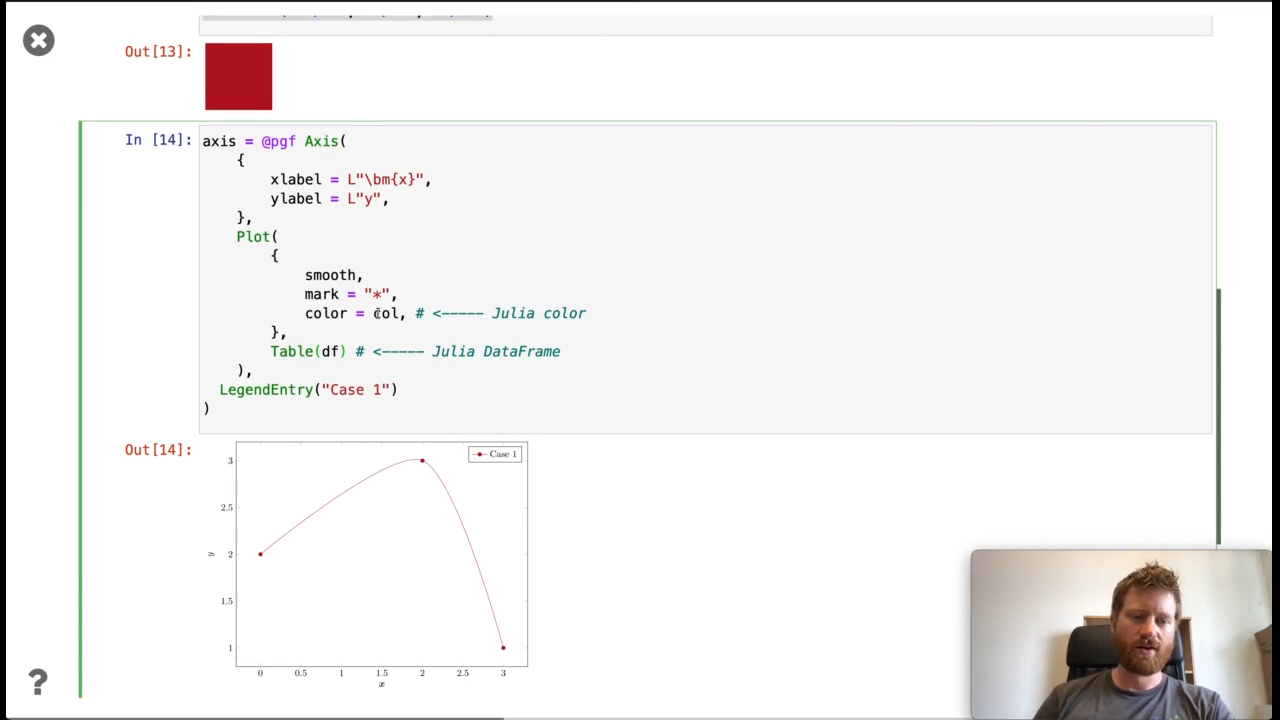 Out[13]:
In [14]:
axis = @pgf Axis(
{
xlabel = L"\bm{x}",
ylabel = L"y",
},
Plot(
{
smooth,
mark = "*",
color = col, # <----- Julia color
},
Table(df) # <----- Julia DataFrame
),
LegendEntry("Case 1")
)
Out[14]:
Case 1
3
2.5
2
1.5
1
y
0 0.5 1 1.5 2 2.5 3
x
?